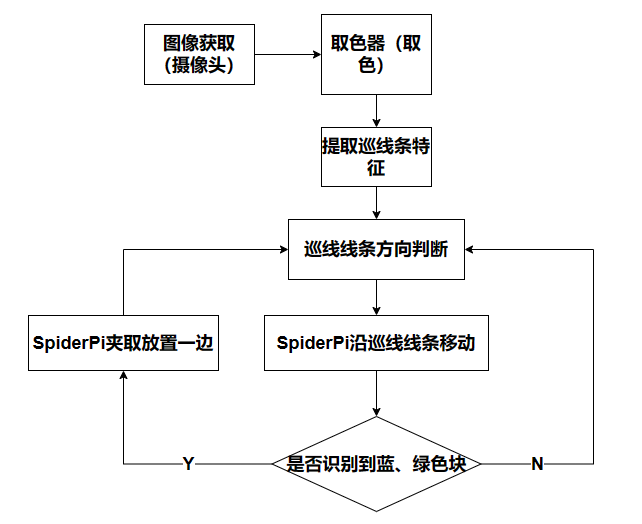 图像获取
（摄像头）
取色器（取
色）
提取巡线条特
征
巡线线条方向判断
SpiderPi夹取放置一边
SpiderPi沿巡线线条移动
是否识别到蓝、绿色块
Y
N